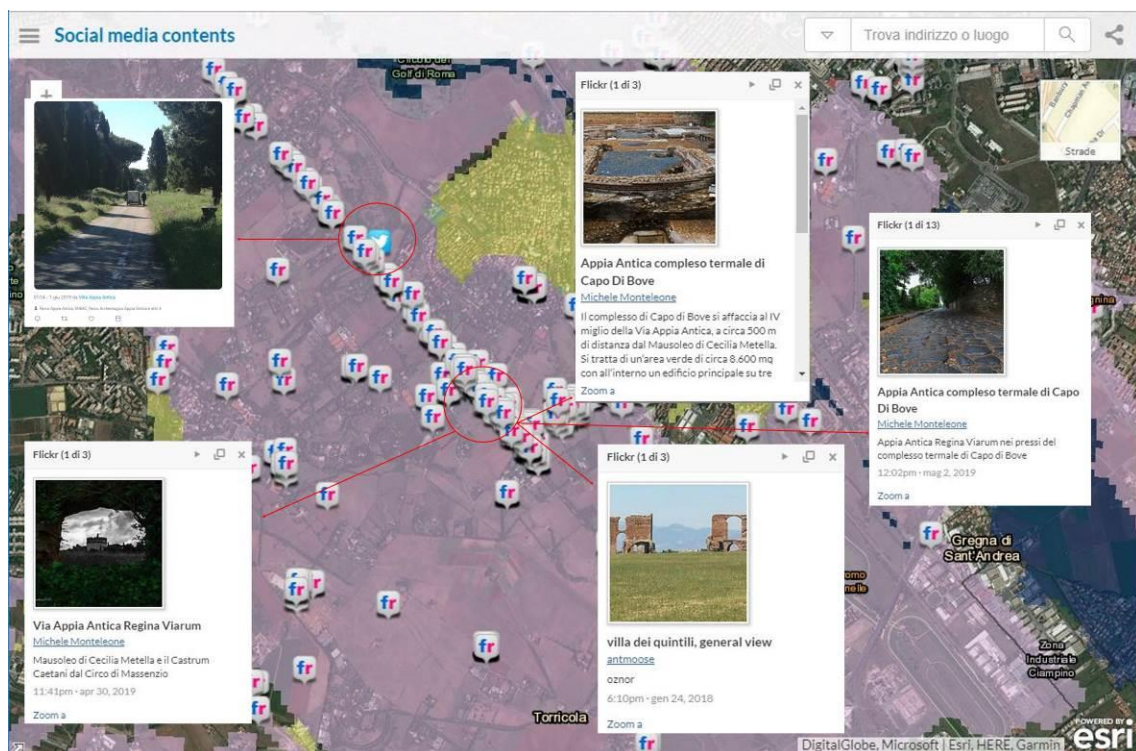 Social media contents
Trova indirizzo o luogo
Golf di Roma
Strade
Flickr (1 di 3)
Appia Antica compleso termale di
Capo Di Bove
Michele Monteleone
Il complesso di Capo di Bove si affaccia al IV
miglio della Via Appia Antica, a circa 500 m
di distanza dal Mausoleo di Cecilia Metella.
Si tratta di un'area verde di circa 8.600 mq
con all'interno un edificio principale su tre
Zoom a
Flickr (1 di 13)
Appia Antica compleso termale di Capo
Di Bove
Michele Monteleone
Appia Antica Regina Viarum nei pressi del
complesso termale di Capo di Bove
12:02pm - mag 2, 2019
Zoom a
Flickr (1 di 3)
Via Appia Antica Regina Viarum
Michele Monteleone
Mausoleo di Cecilia Metella e il Castrum
Caetani dal Circo di Massenzio
11:41pm - apr 30, 2019
Zoom a
Flickr (1 di 3)
villa dei quintili, general view
antmoose
oznor
6:10pm - gen 24, 2018
Zoom a
Gregna di
Sant'Andrea
Zona
Industriale
Ciampino
Torricola
DigitalGlobe, Microsoft | Esri, HERE, Garmin
POWERED BY
esri